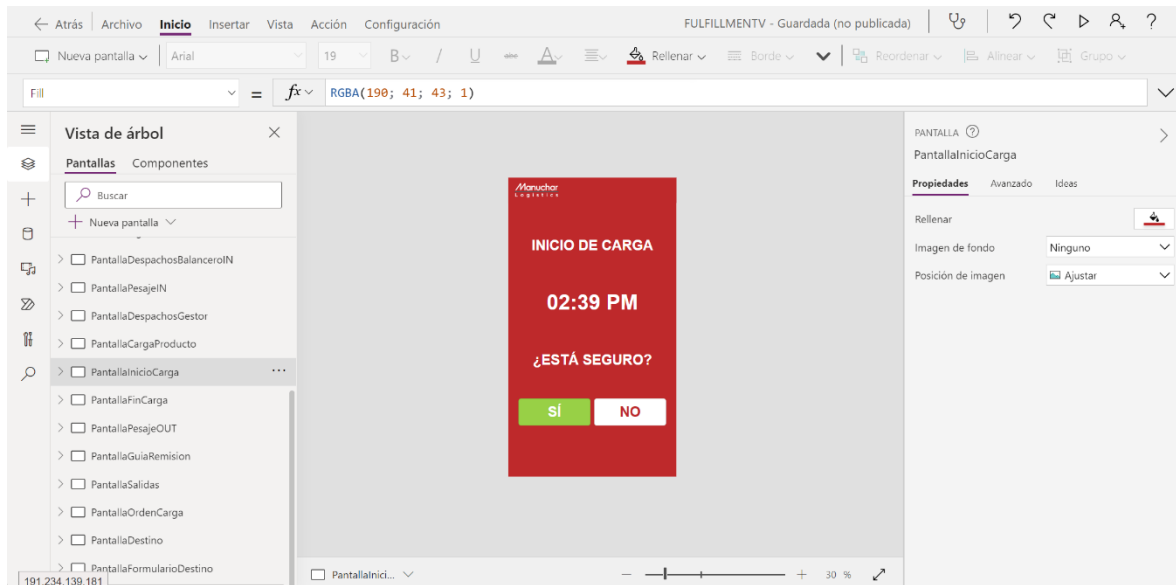 Atrás Archivo Inicio Insertar Vista Acción Configuración FULFILLMENTV - Guardada (no publicada) ?
Nueva pantalla Arial 19 B / U abc A Rellenar Borde Reordenar Alinear Grupo
Fill = fx RGBA(190; 41; 43; 1)
Vista de árbol
Pantallas Componentes
Buscar
Nueva pantalla
PantallaDespachosBalanceroIN
PantallaPesajeIN
PantallaDespachosGestor
PantallaCargaProducto
PantallaInicioCarga ...
PantallaFinCarga
PantallaPesajeOUT
PantallaGuiaRemision
PantallaSalidas
PantallaOrdenCarga
PantallaDestino
PantallaFormularioDestino
191.234.139.181
Manuchar
Logistics
INICIO DE CARGA
02:39 PM
¿ESTÁ SEGURO?
SÍ NO
PantallaInici... 30 %
PANTALLA ?
PantallaInicioCarga
Propiedades Avanzado Ideas
Rellenar
Imagen de fondo Ninguno
Posición de imagen Ajustar